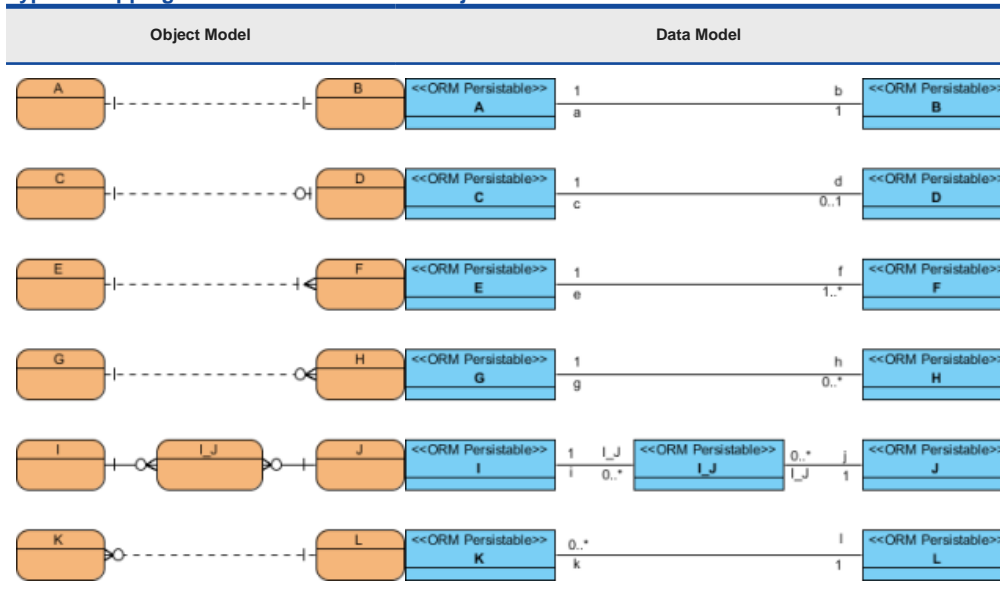 Object Model Data Model
A B <<ORM Persistable>> 1 b <<ORM Persistable>>
A a 1 B
C D <<ORM Persistable>> 1 d <<ORM Persistable>>
C c 0..1 D
E F <<ORM Persistable>> 1 f <<ORM Persistable>>
E e 1..* F
G H <<ORM Persistable>> 1 h <<ORM Persistable>>
G g 0..* H
I I_J J <<ORM Persistable>> 1 I_J <<ORM Persistable>> 0..* j <<ORM Persistable>>
I i 0..* I_J I_J 1 J
K L <<ORM Persistable>> 0..* l <<ORM Persistable>>
K k 1 L